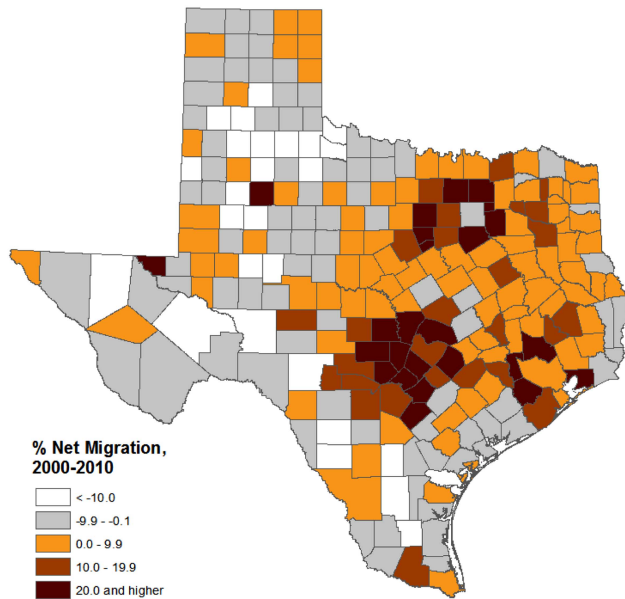 % Net Migration,
2000-2010
< -10.0
-9.9 - -0.1
0.0 - 9.9
10.0 - 19.9
20.0 and higher